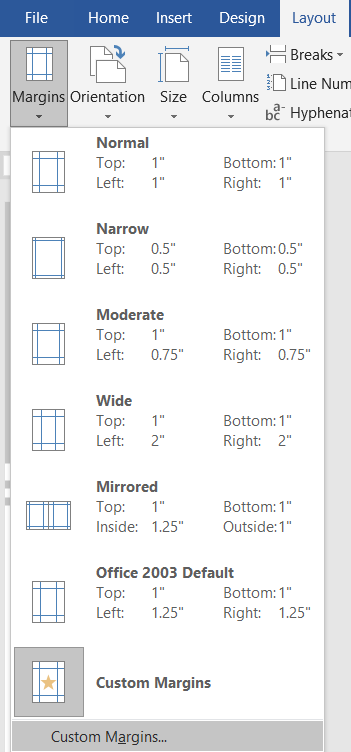 File Home Insert Design Layout
Margins Orientation Size Columns Breaks
Line Num
Hyphenat
Normal
Top: 1" Bottom: 1"
Left: 1" Right: 1"
Narrow
Top: 0.5" Bottom: 0.5"
Left: 0.5" Right: 0.5"
Moderate
Top: 1" Bottom: 1"
Left: 0.75" Right: 0.75"
Wide
Top: 1" Bottom: 1"
Left: 2" Right: 2"
Mirrored
Top: 1" Bottom: 1"
Inside: 1.25" Outside: 1"
Office 2003 Default
Top: 1" Bottom: 1"
Left: 1.25" Right: 1.25"
Custom Margins
Custom Margins...